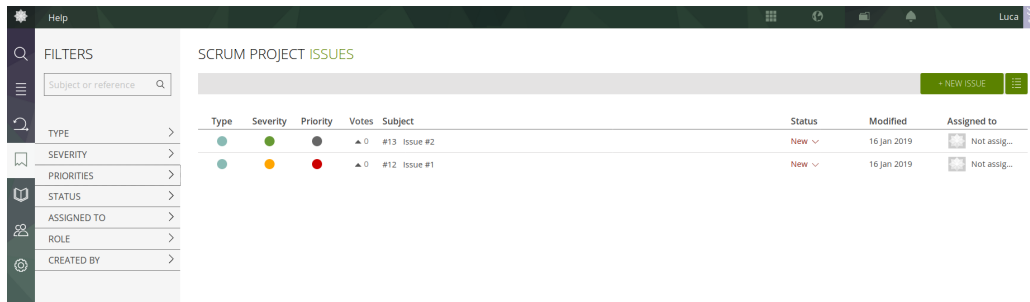 Help
Luca
FILTERS
Subject or reference
TYPE
SEVERITY
PRIORITIES
STATUS
ASSIGNED TO
ROLE
CREATED BY
SCRUM PROJECT ISSUES
+ NEW ISSUE
Type Severity Priority Votes Subject Status Modified Assigned to
0 #13 Issue #2 New 16 Jan 2019 Not assig...
0 #12 Issue #1 New 16 Jan 2019 Not assig...